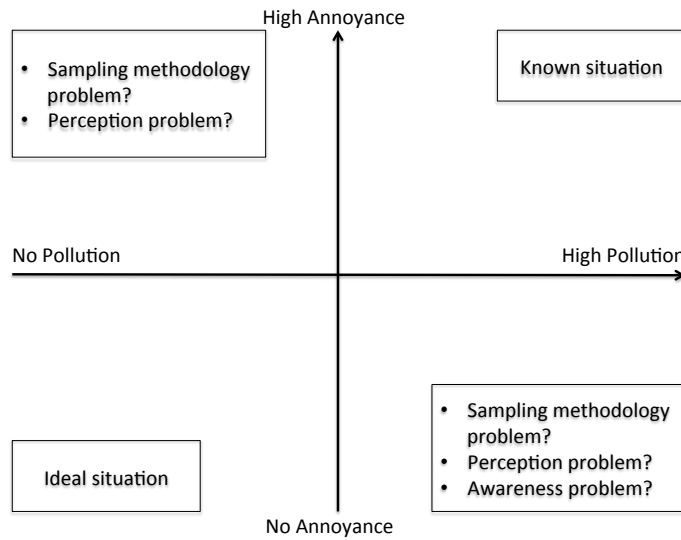 High Annoyance
• Sampling methodology
problem?
• Perception problem?
Known situation
No Pollution
High Pollution
• Sampling methodology
problem?
• Perception problem?
• Awareness problem?
Ideal situation
No Annoyance